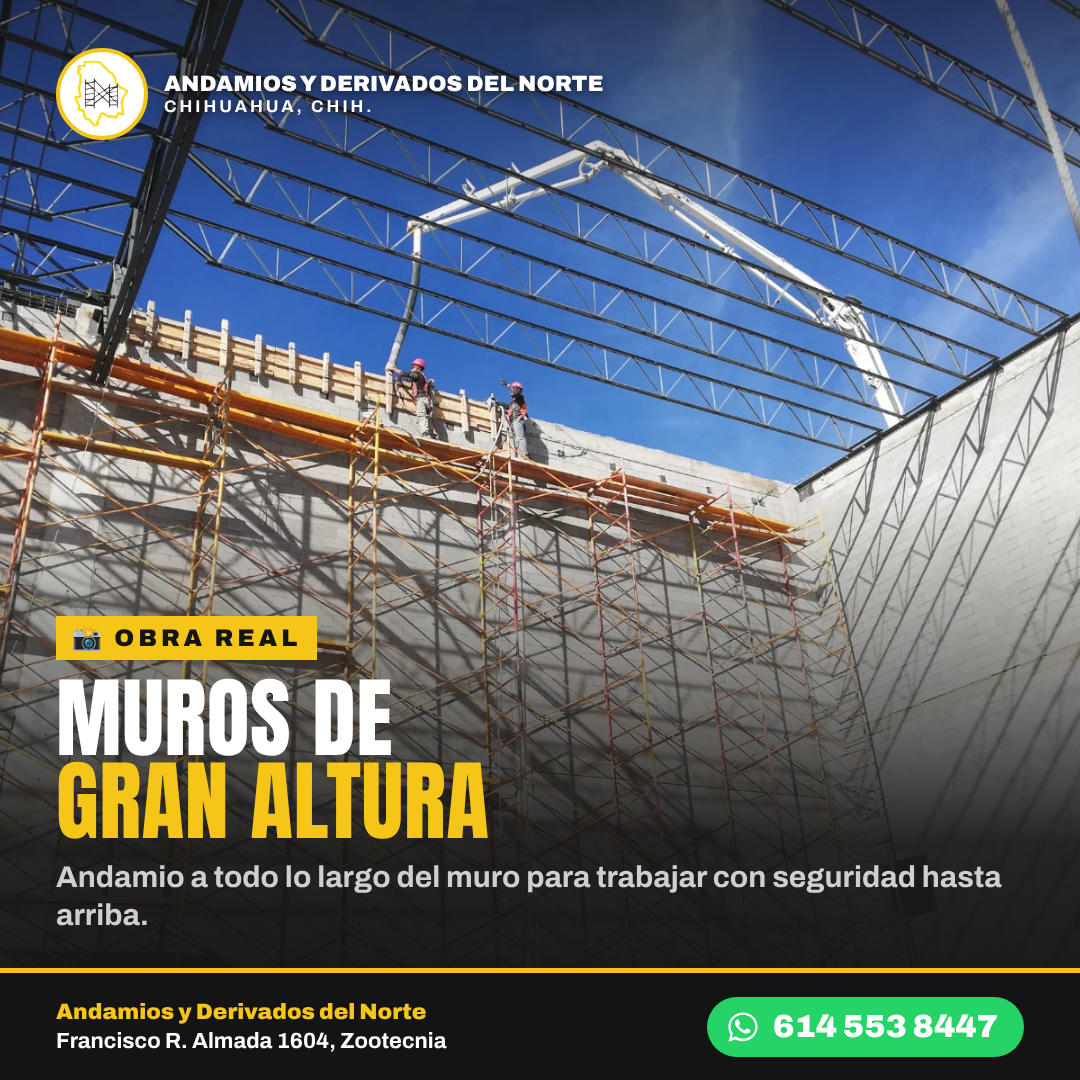 ANDAMIOS Y DERIVADOS DEL NORTE
CHIHUAHUA, CHIH.
📸 OBRA REAL
MUROS DE
GRAN ALTURA
Andamio a todo lo largo del muro para trabajar con seguridad hasta
arriba.
Andamios y Derivados del Norte
Francisco R. Almada 1604, Zootecnia
614 553 8447